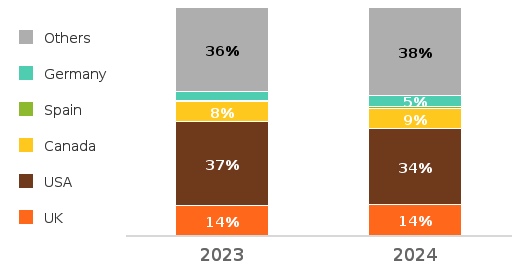 Others
Germany
Spain
Canada
USA
UK
36%
8%
37%
14%
38%
5%
9%
34%
14%
2023
2024